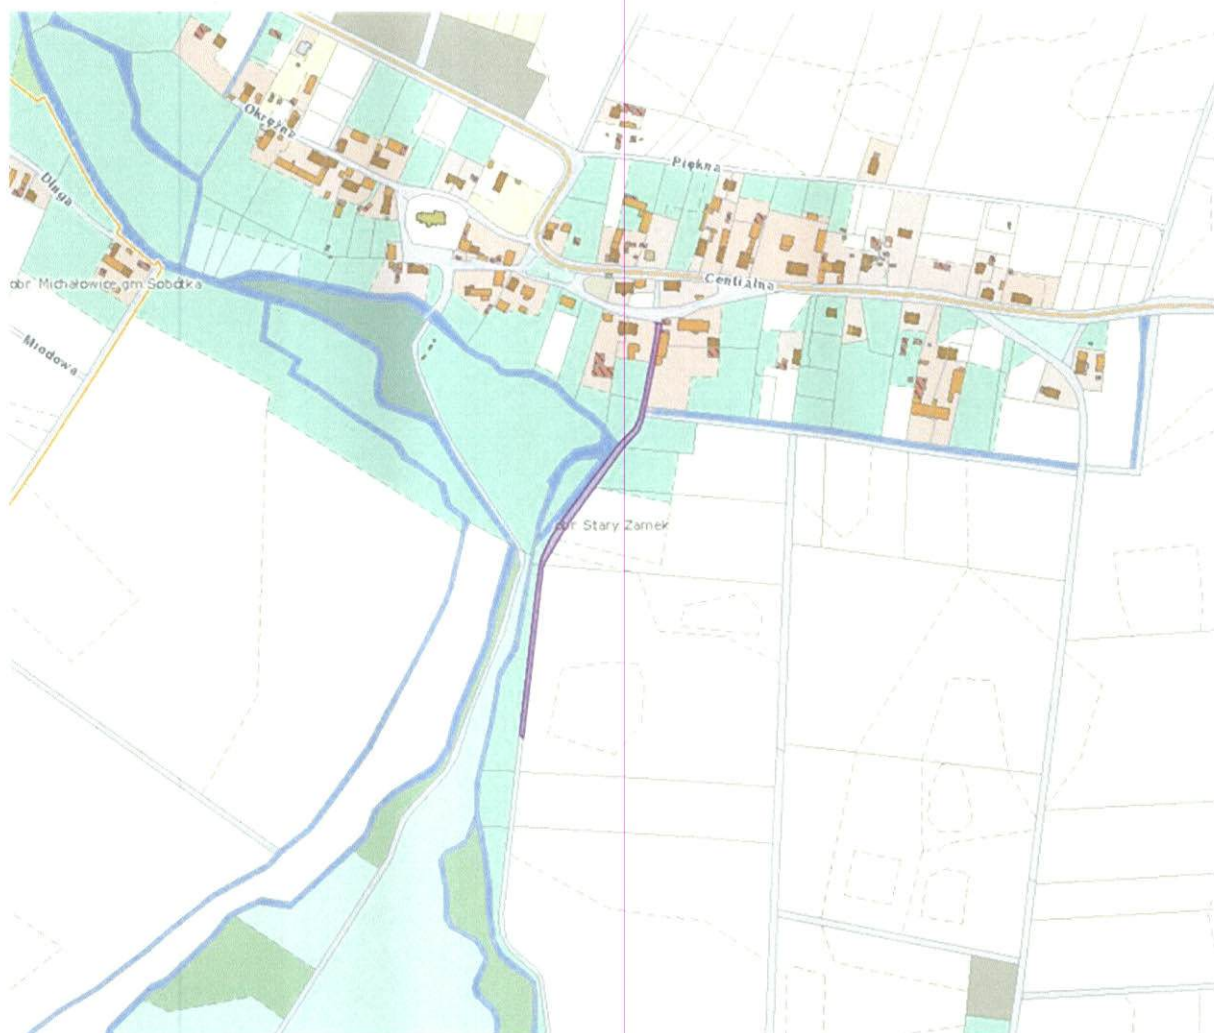 Okrężna
Piękna
Długa
Centralna
obr Michałowice gm Sobótka
Miodowa
obr Stary Zamek